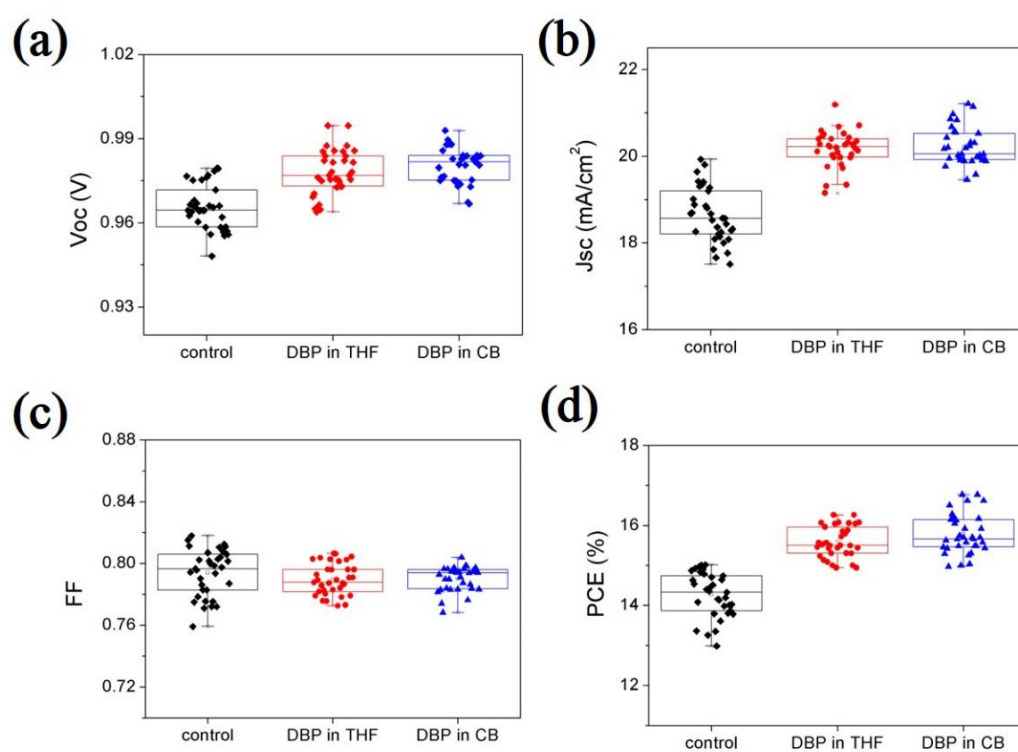 (a)
1.02
0.99
0.96
0.93
Voc (V)
control
DBP in THF
DBP in CB
(b)
22
20
18
16
Jsc (mA/cm²)
control
DBP in THF
DBP in CB
(c)
0.88
0.84
0.80
0.76
0.72
FF
control
DBP in THF
DBP in CB
(d)
18
16
14
12
PCE (%)
control
DBP in THF
DBP in CB